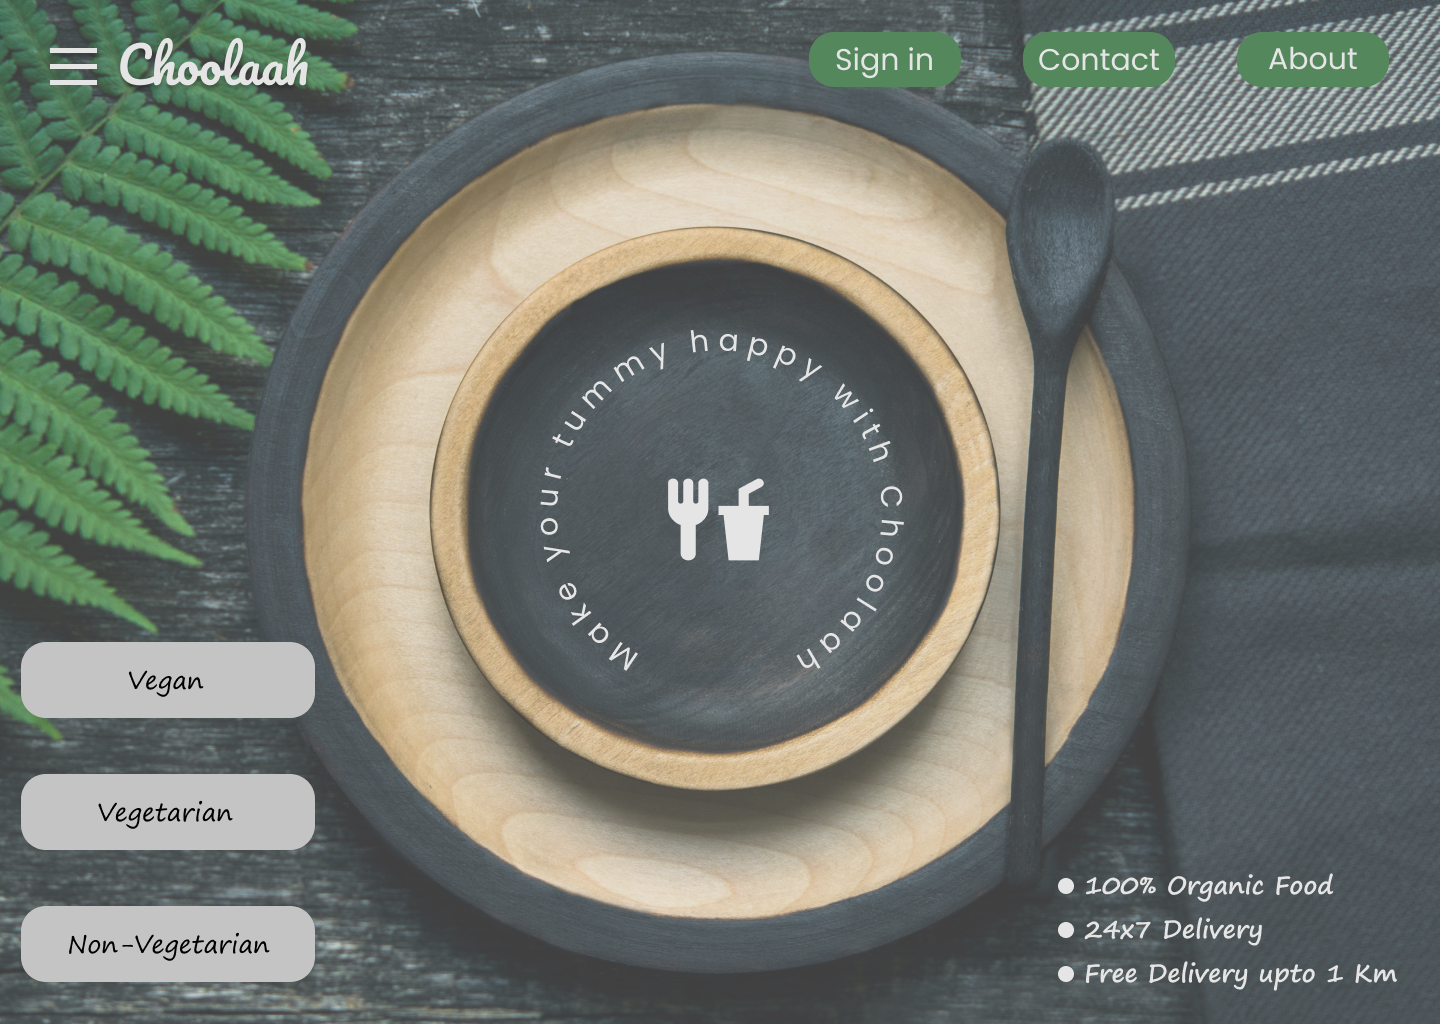 Choolaah
Sign in
Contact
About
Make your tummy happy with Choolaah
Vegan
Vegetarian
Non-Vegetarian
100% Organic Food
24x7 Delivery
Free Delivery upto 1 Km